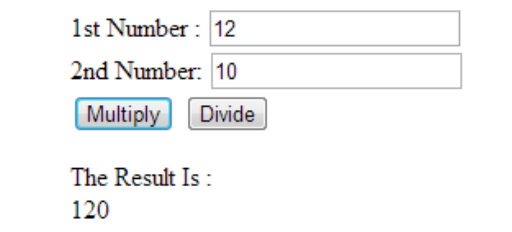 1st Number : 12
2nd Number: 10
Multiply Divide
The Result Is :
120